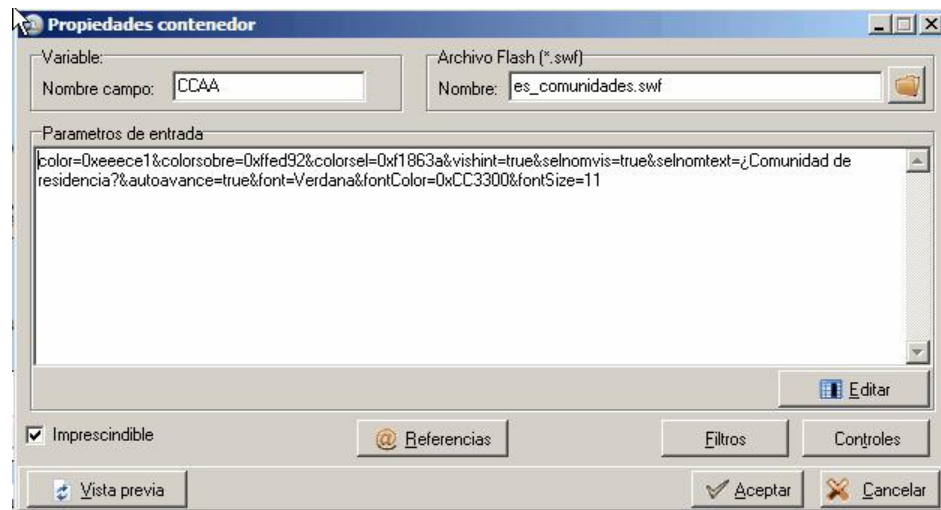 Propiedades contenedor
Variable:
Nombre campo: CCAA
Archivo Flash (*.swf)
Nombre: es_comunidades.swf
Parametros de entrada
color=0xeeece1&colorsobre=0xffed92&colorsel=0xf1863a&vishint=true&selnomvis=true&selnomtext=¿Comunidad de
residencia?&autoavance=true&font=Verdana&fontColor=0xCC3300&fontSize=11
Editar
Imprescindible
@ Referencias
Filtros
Controles
Vista previa
Aceptar
Cancelar